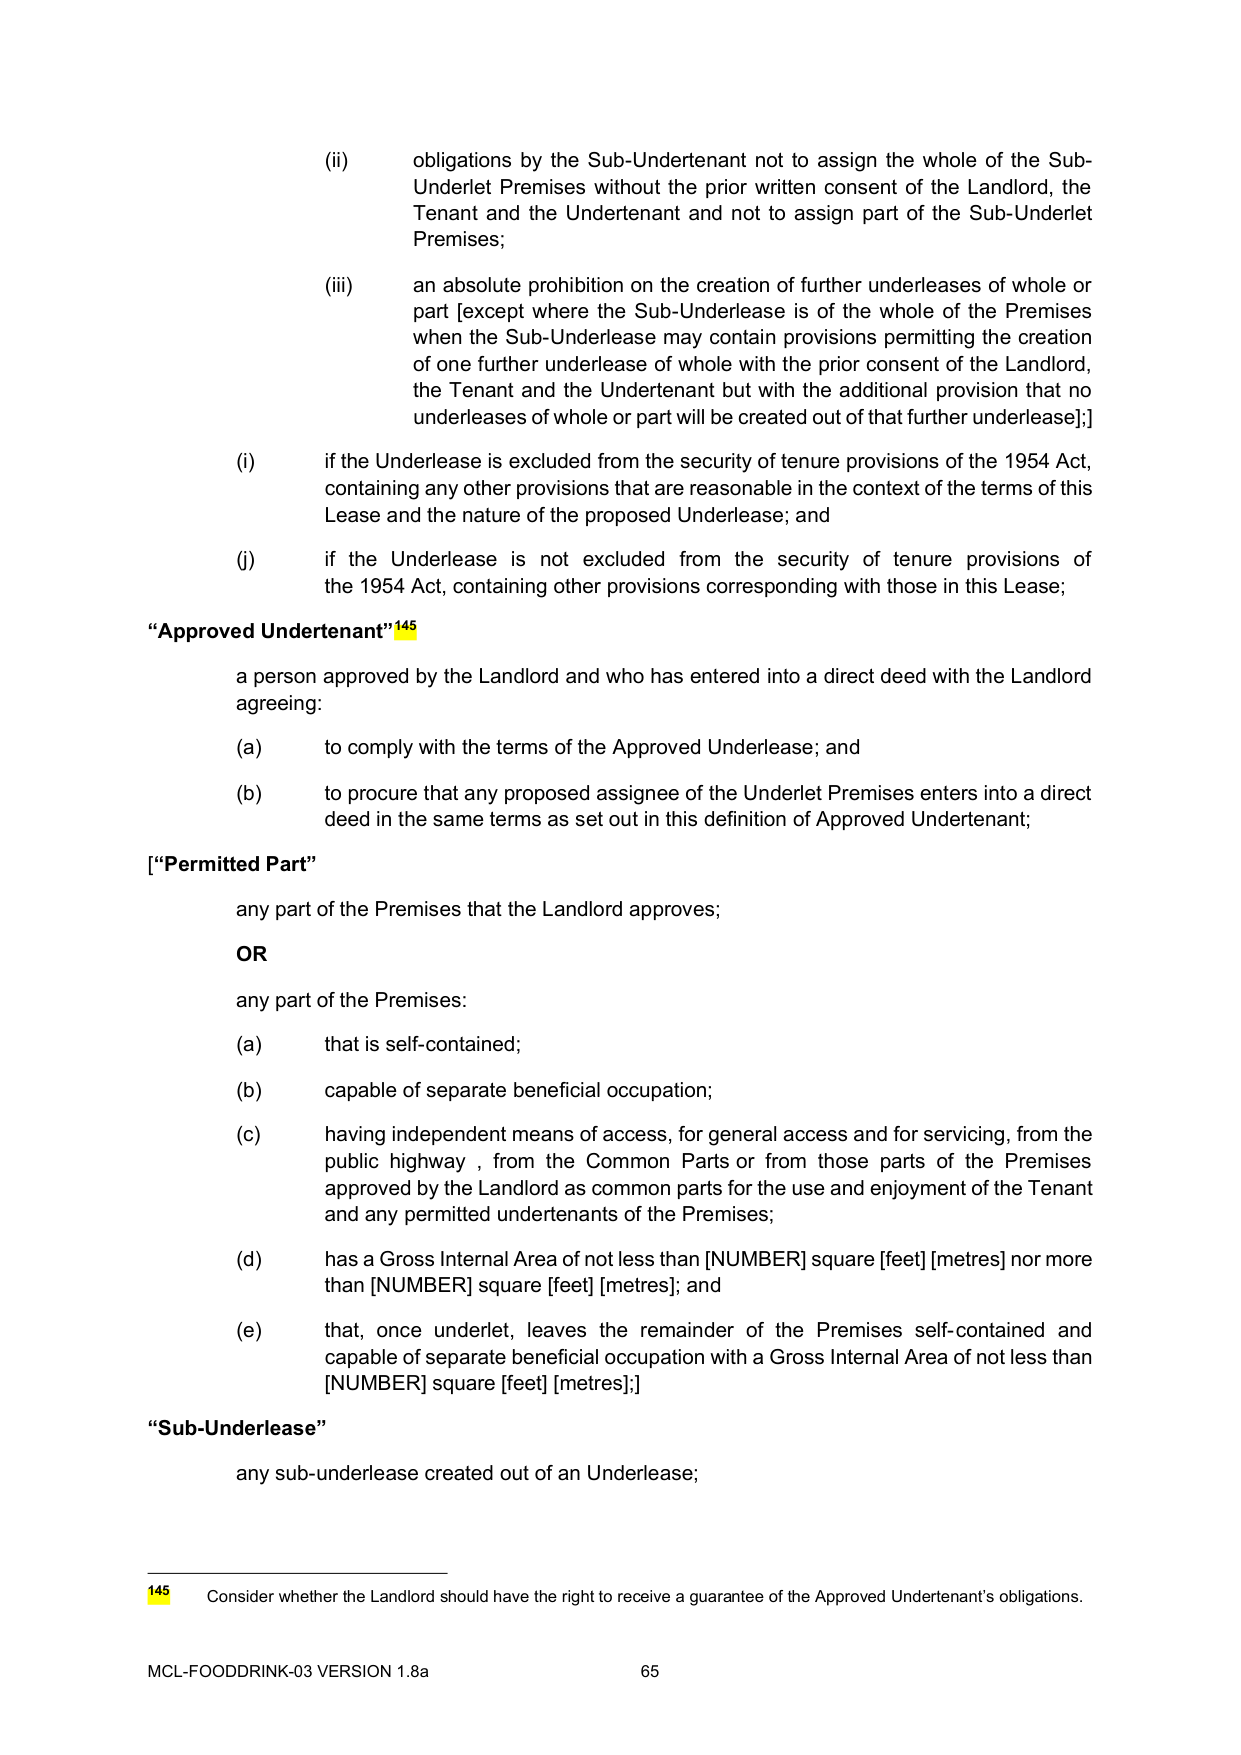 (ii) obligations by the Sub-Undertenant not to assign the whole of the Sub-
Underlet Premises without the prior written consent of the Landlord, the
Tenant and the Undertenant and not to assign part of the Sub-Underlet
Premises;
(iii) an absolute prohibition on the creation of further underleases of whole or
part [except where the Sub-Underlease is of the whole of the Premises
when the Sub-Underlease may contain provisions permitting the creation
of one further underlease of whole with the prior consent of the Landlord,
the Tenant and the Undertenant but with the additional provision that no
underleases of whole or part will be created out of that further underlease];]
(i) if the Underlease is excluded from the security of tenure provisions of the 1954 Act,
containing any other provisions that are reasonable in the context of the terms of this
Lease and the nature of the proposed Underlease; and
(j) if the Underlease is not excluded from the security of tenure provisions of
the 1954 Act, containing other provisions corresponding with those in this Lease;
“Approved Undertenant”145
a person approved by the Landlord and who has entered into a direct deed with the Landlord
agreeing:
(a) to comply with the terms of the Approved Underlease; and
(b) to procure that any proposed assignee of the Underlet Premises enters into a direct
deed in the same terms as set out in this definition of Approved Undertenant;
[“Permitted Part”
any part of the Premises that the Landlord approves;
OR
any part of the Premises:
(a) that is self-contained;
(b) capable of separate beneficial occupation;
(c) having independent means of access, for general access and for servicing, from the
public highway , from the Common Parts or from those parts of the Premises
approved by the Landlord as common parts for the use and enjoyment of the Tenant
and any permitted undertenants of the Premises;
(d) has a Gross Internal Area of not less than [NUMBER] square [feet] [metres] nor more
than [NUMBER] square [feet] [metres]; and
(e) that, once underlet, leaves the remainder of the Premises self-contained and
capable of separate beneficial occupation with a Gross Internal Area of not less than
[NUMBER] square [feet] [metres];]
“Sub-Underlease”
any sub-underlease created out of an Underlease;
145 Consider whether the Landlord should have the right to receive a guarantee of the Approved Undertenant’s obligations.
MCL-FOODDRINK-03 VERSION 1.8a 65